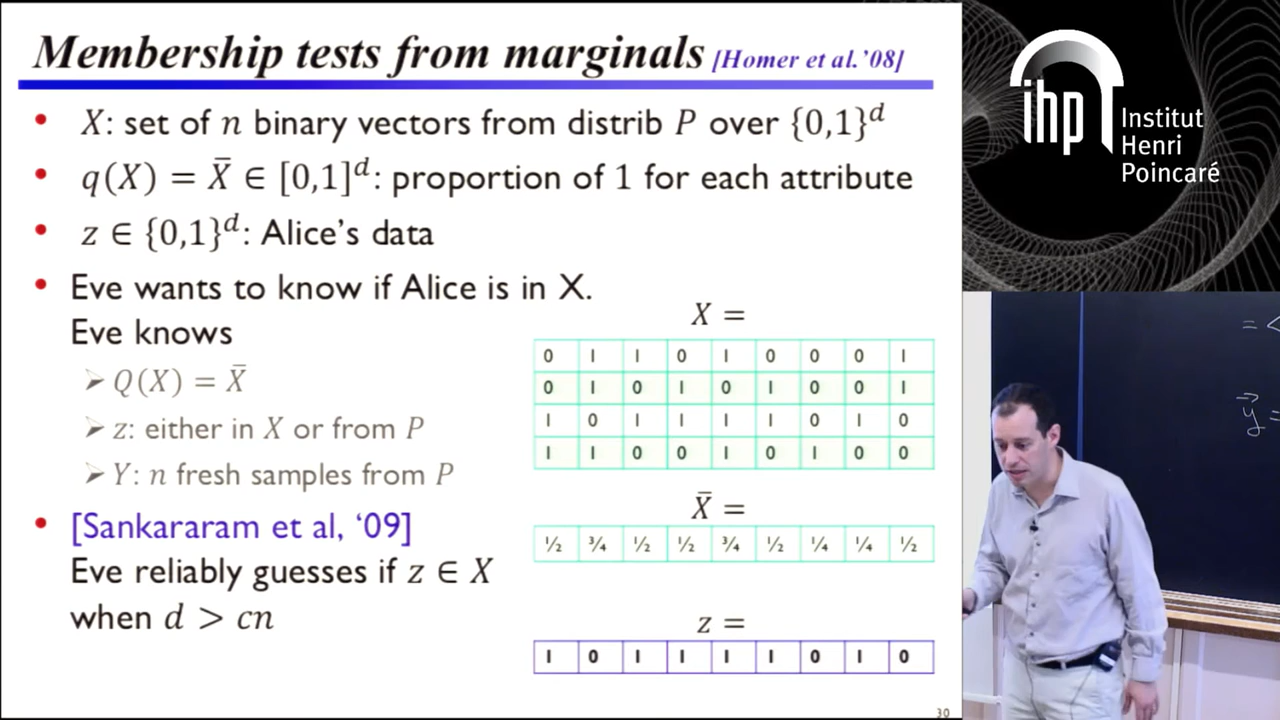 Membership tests from marginals [Homer et al.'08]
• X: set of n binary vectors from distrib P over {0,1}^d
• q(X) = X̄ ∈ [0,1]^d: proportion of 1 for each attribute
• z ∈ {0,1}^d: Alice's data
• Eve wants to know if Alice is in X.
Eve knows
➢ Q(X) = X̄
➢ z: either in X or from P
➢ Y: n fresh samples from P
• [Sankararam et al, '09]
Eve reliably guesses if z ∈ X
when d > cn
X =
0 1 1 0 1 0 0 0 1
0 1 0 1 0 1 0 0 1
1 0 1 1 1 1 0 1 0
1 1 0 0 1 0 1 0 0
X̄ =
½ ¾ ½ ½ ¾ ½ ¼ ¼ ½
z =
1 0 1 1 1 1 0 1 0
30
ihp
Institut
Henri
Poincaré
= <
y⃗ =